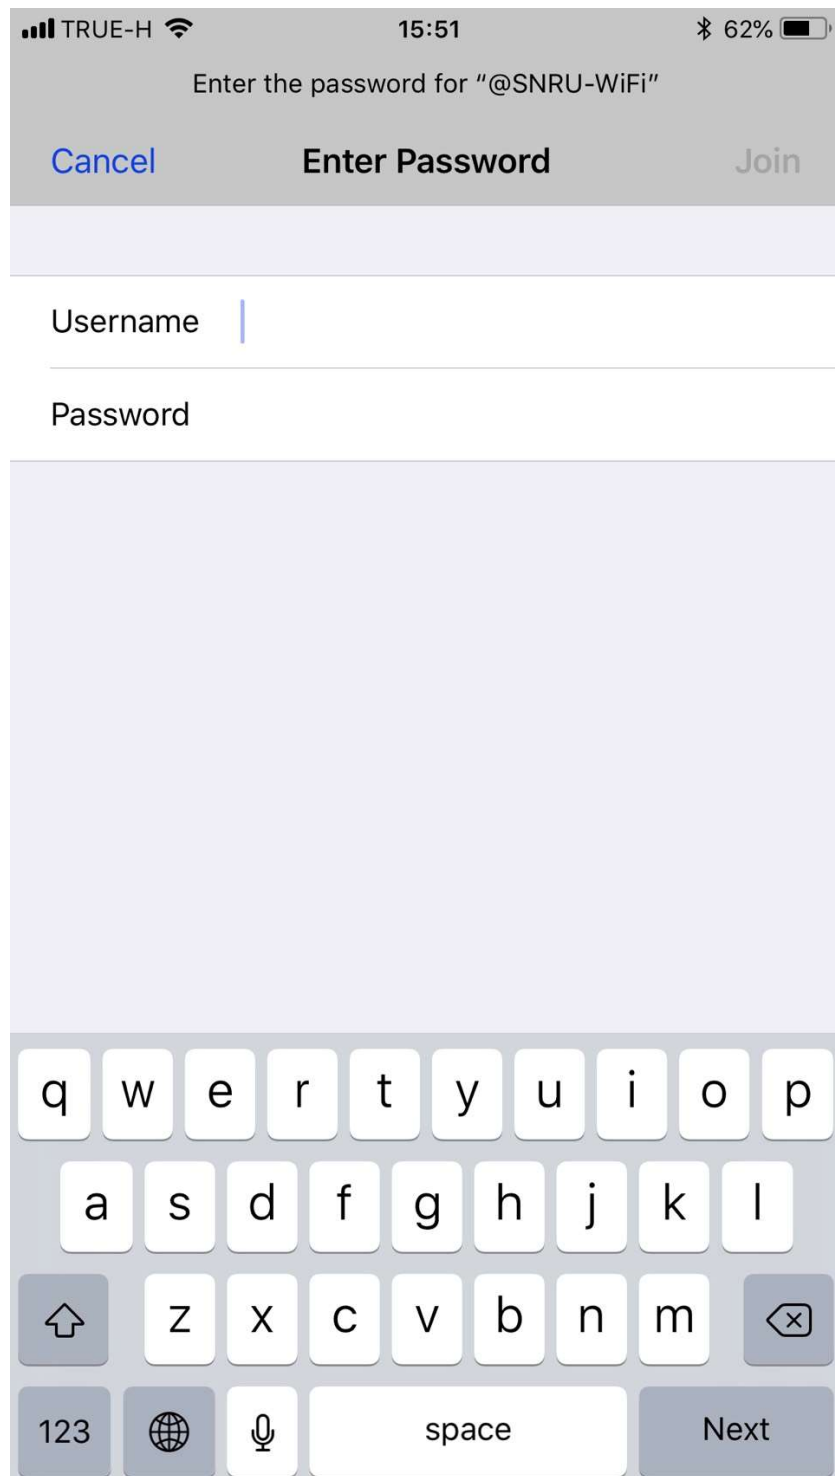 TRUE-H 15:51 62%
Enter the password for “@SNRU-WiFi”
Cancel Enter Password Join
Username
Password
q w e r t y u i o p
a s d f g h j k l
z x c v b n m
123 space Next